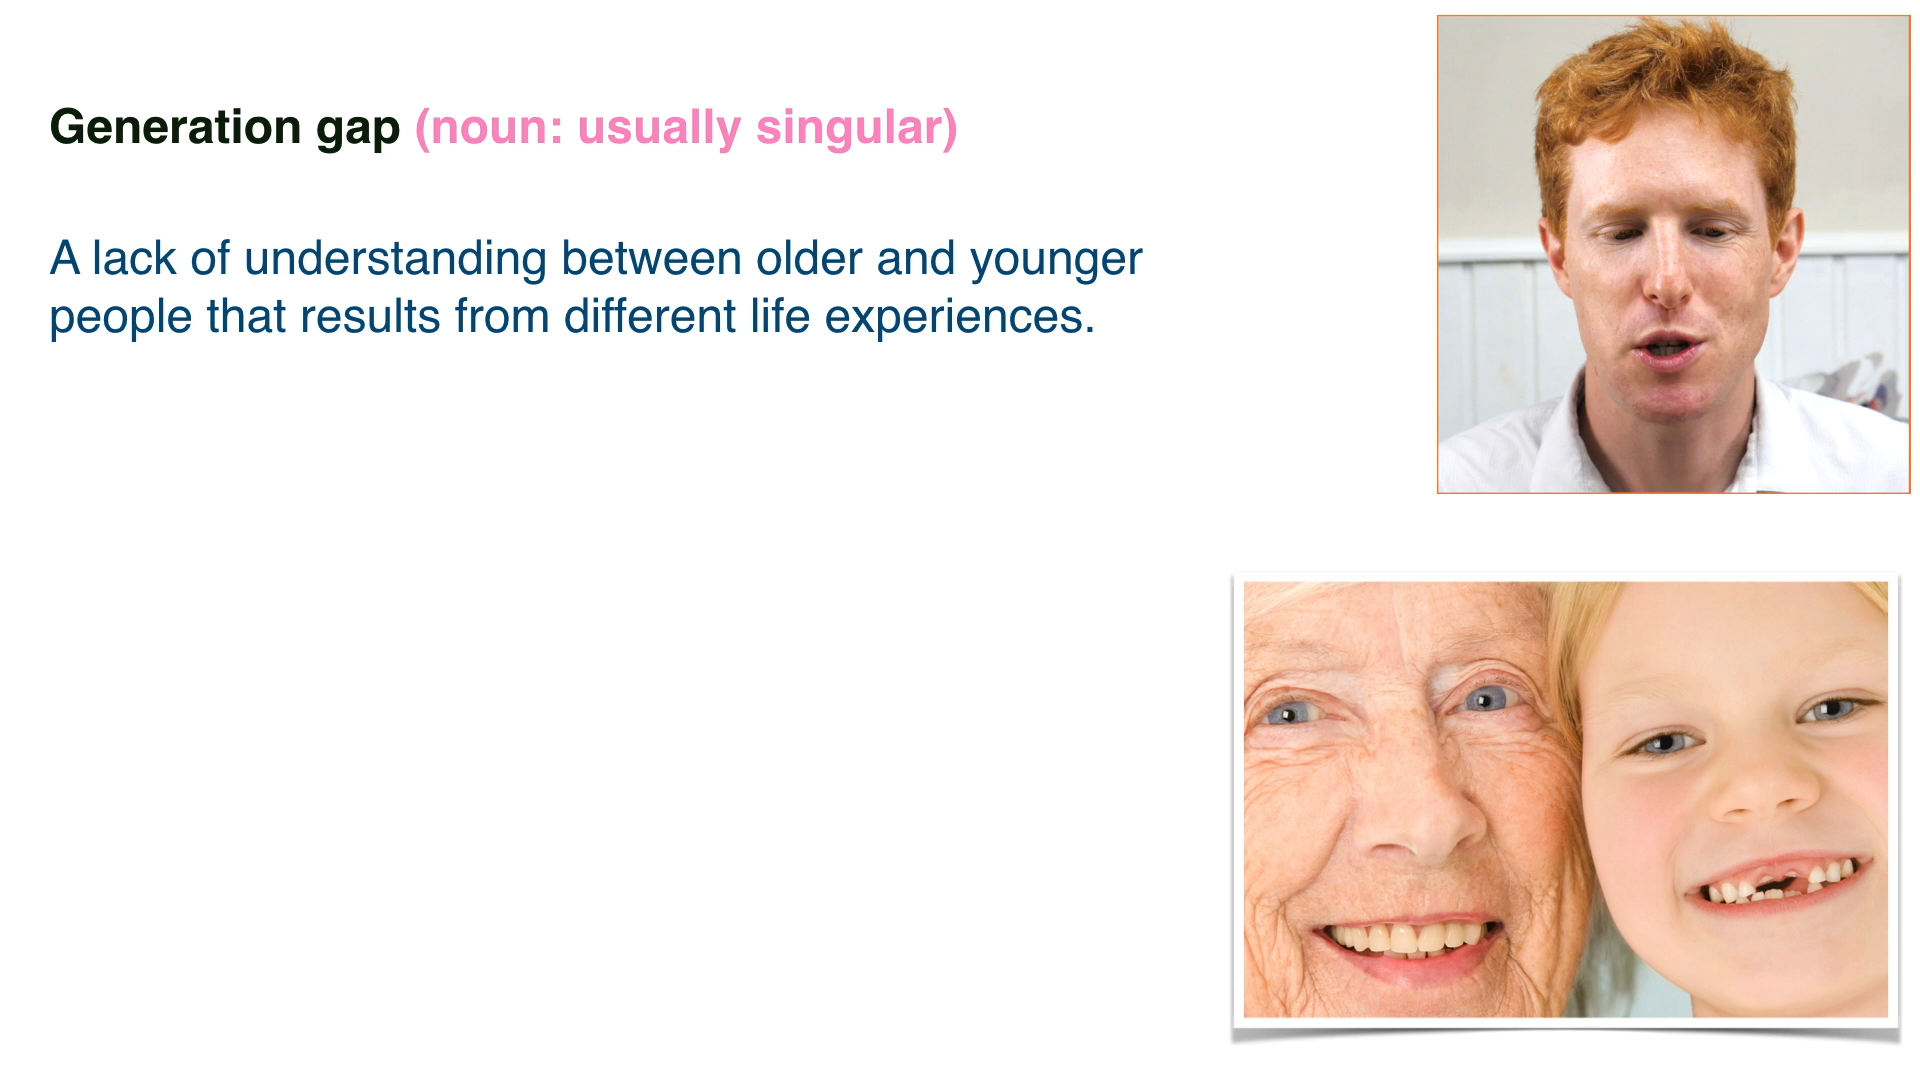 Generation gap (noun: usually singular)
A lack of understanding between older and younger
people that results from different life experiences.